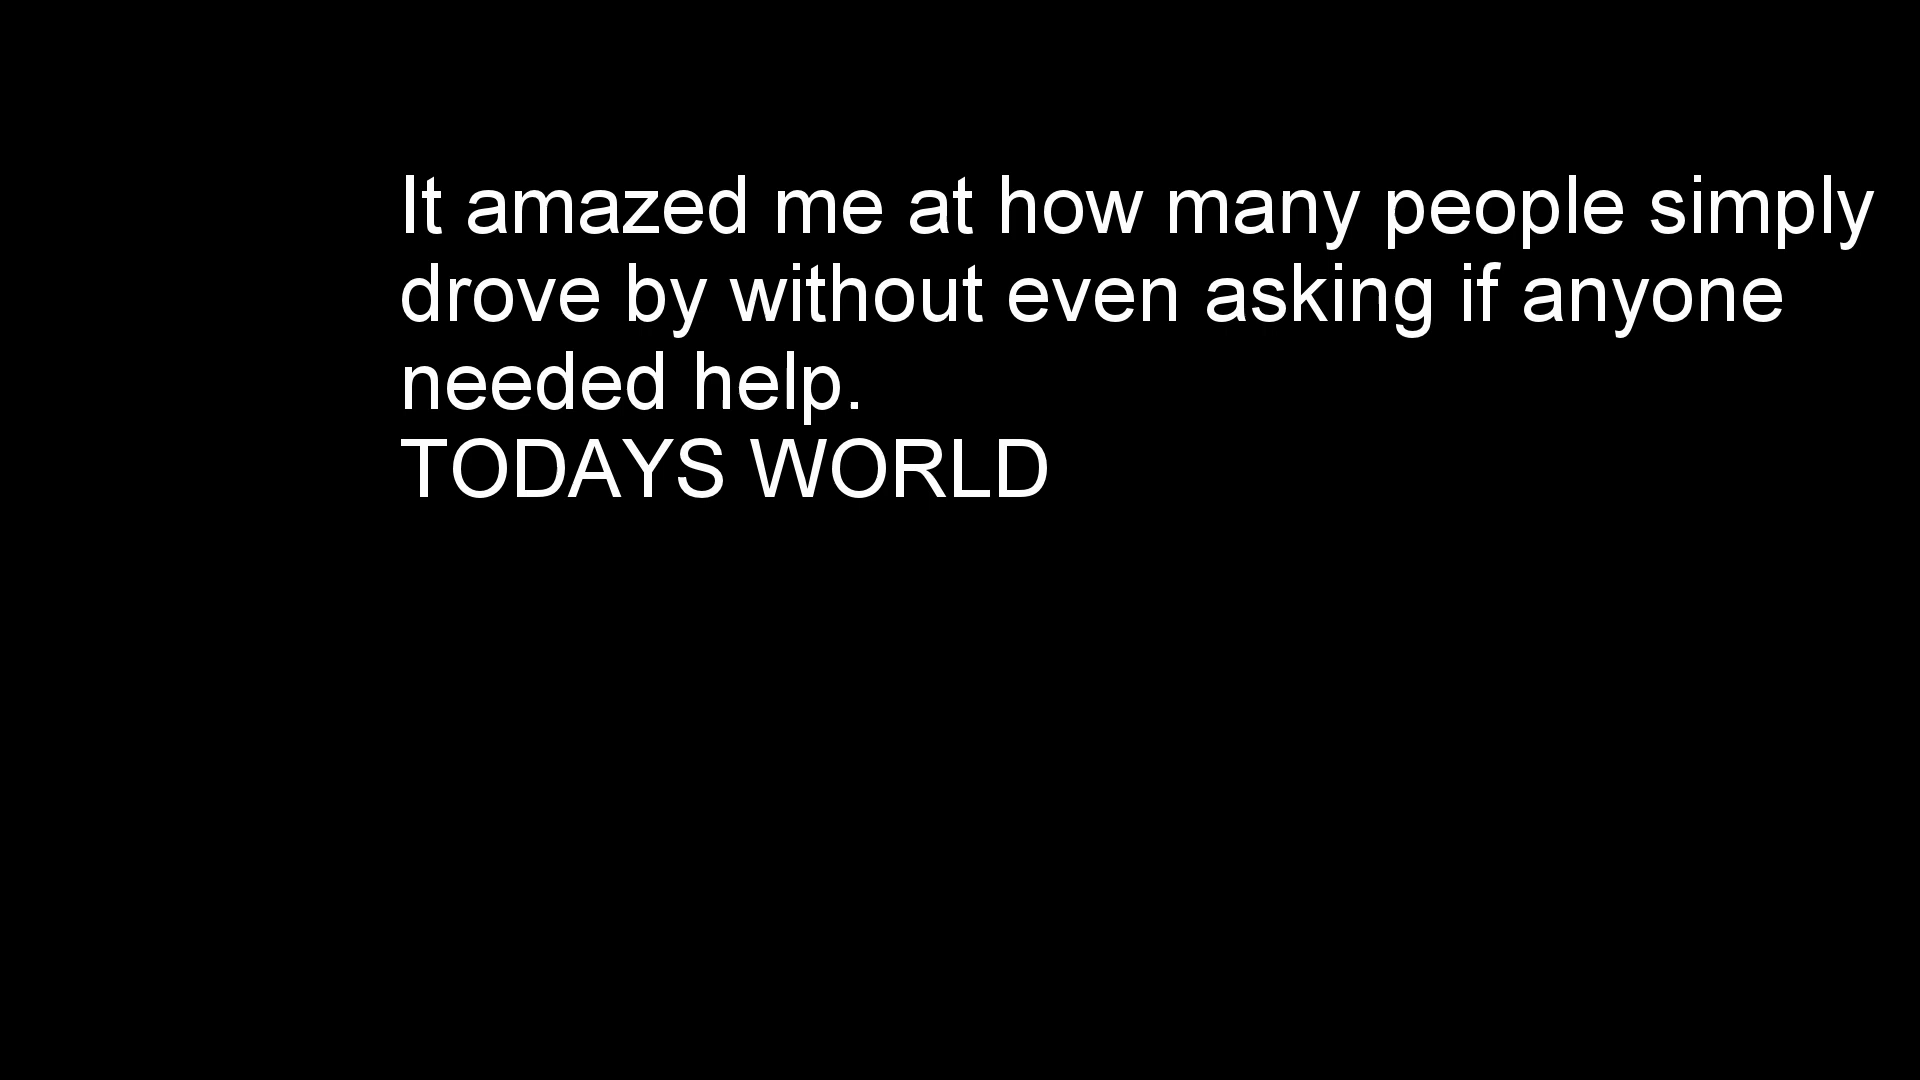 It amazed me at how many people simply
drove by without even asking if anyone
needed help.
TODAYS WORLD